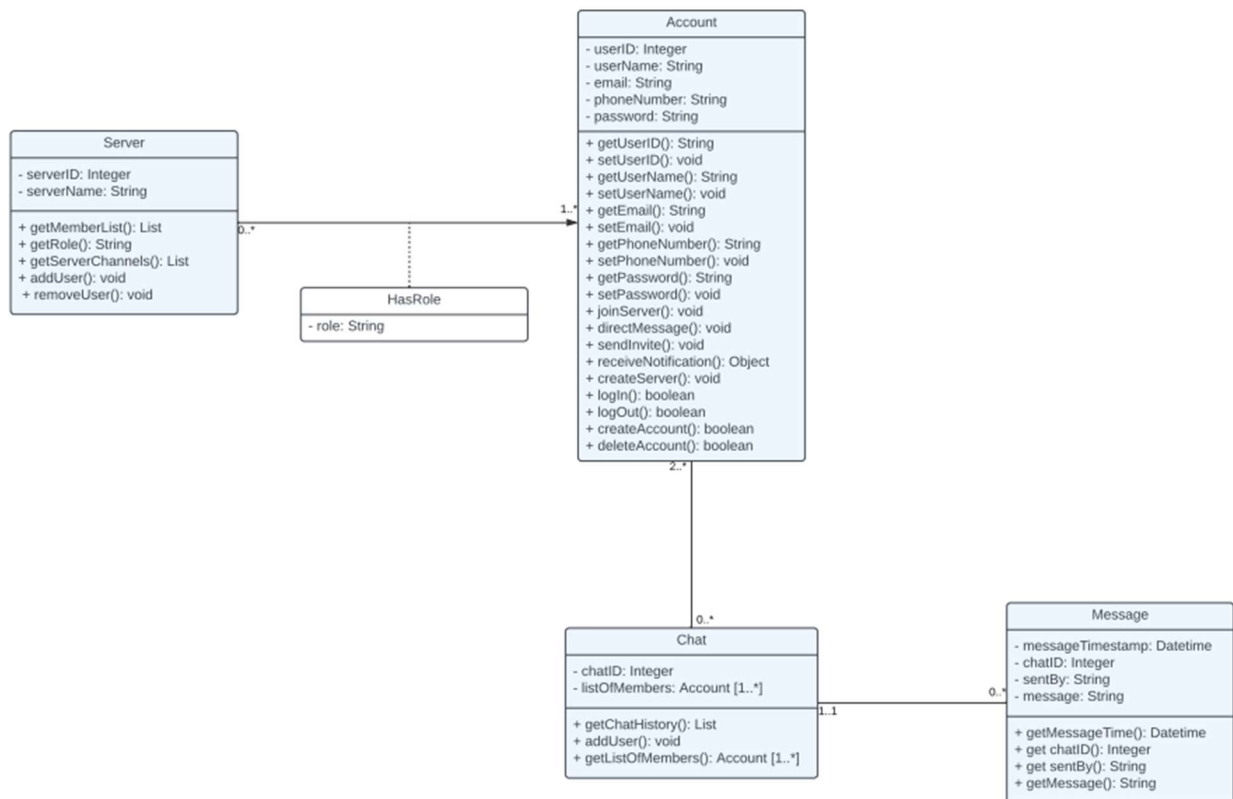 Account
- userID: Integer
- userName: String
- email: String
- phoneNumber: String
- password: String
+ getUserID(): String
+ setUserID(): void
+ getUserName(): String
+ setUserName(): void
+ getEmail(): String
+ setEmail(): void
+ getPhoneNumber(): String
+ setPhoneNumber(): void
+ getPassword(): String
+ setPassword(): void
+ joinServer(): void
+ directMessage(): void
+ sendInvite(): void
+ receiveNotification(): Object
+ createServer(): void
+ logIn(): boolean
+ logOut(): boolean
+ createAccount(): boolean
+ deleteAccount(): boolean
Server
- serverID: Integer
- serverName: String
+ getMemberList(): List
+ getRole(): String
+ getServerChannels(): List
+ addUser(): void
+ removeUser(): void
0..*
1..*
HasRole
- role: String
2..*
0..*
Chat
- chatID: Integer
- listOfMembers: Account [1..*]
+ getChatHistory(): List
+ addUser(): void
+ getListOfMembers(): Account [1..*]
1..1
0..*
Message
- messageTimestamp: Datetime
- chatID: Integer
- sentBy: String
- message: String
+ getMessageTime(): Datetime
+ get chatID(): Integer
+ get sentBy(): String
+ getMessage(): String